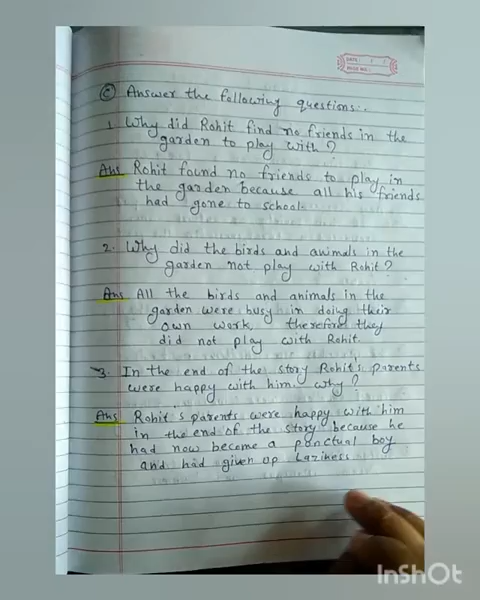 DATE: / /
PAGE NO.:
C Answer the following questions:-
1. Why did Rohit find no friends in the
garden to play with?
Ans Rohit found no friends to play in
the garden because all his friends
had gone to school.
2. Why did the birds and animals in the
garden not play with Rohit?
Ans All the birds and animals in the
garden were busy in doing their
own work, therefore they
did not play with Rohit.
3. In the end of the story Rohit's parents
were happy with him why?
Ans Rohit's parents were happy with him
in the end of the story because he
had now become a punctual boy
and had given up Laziness
InShOt